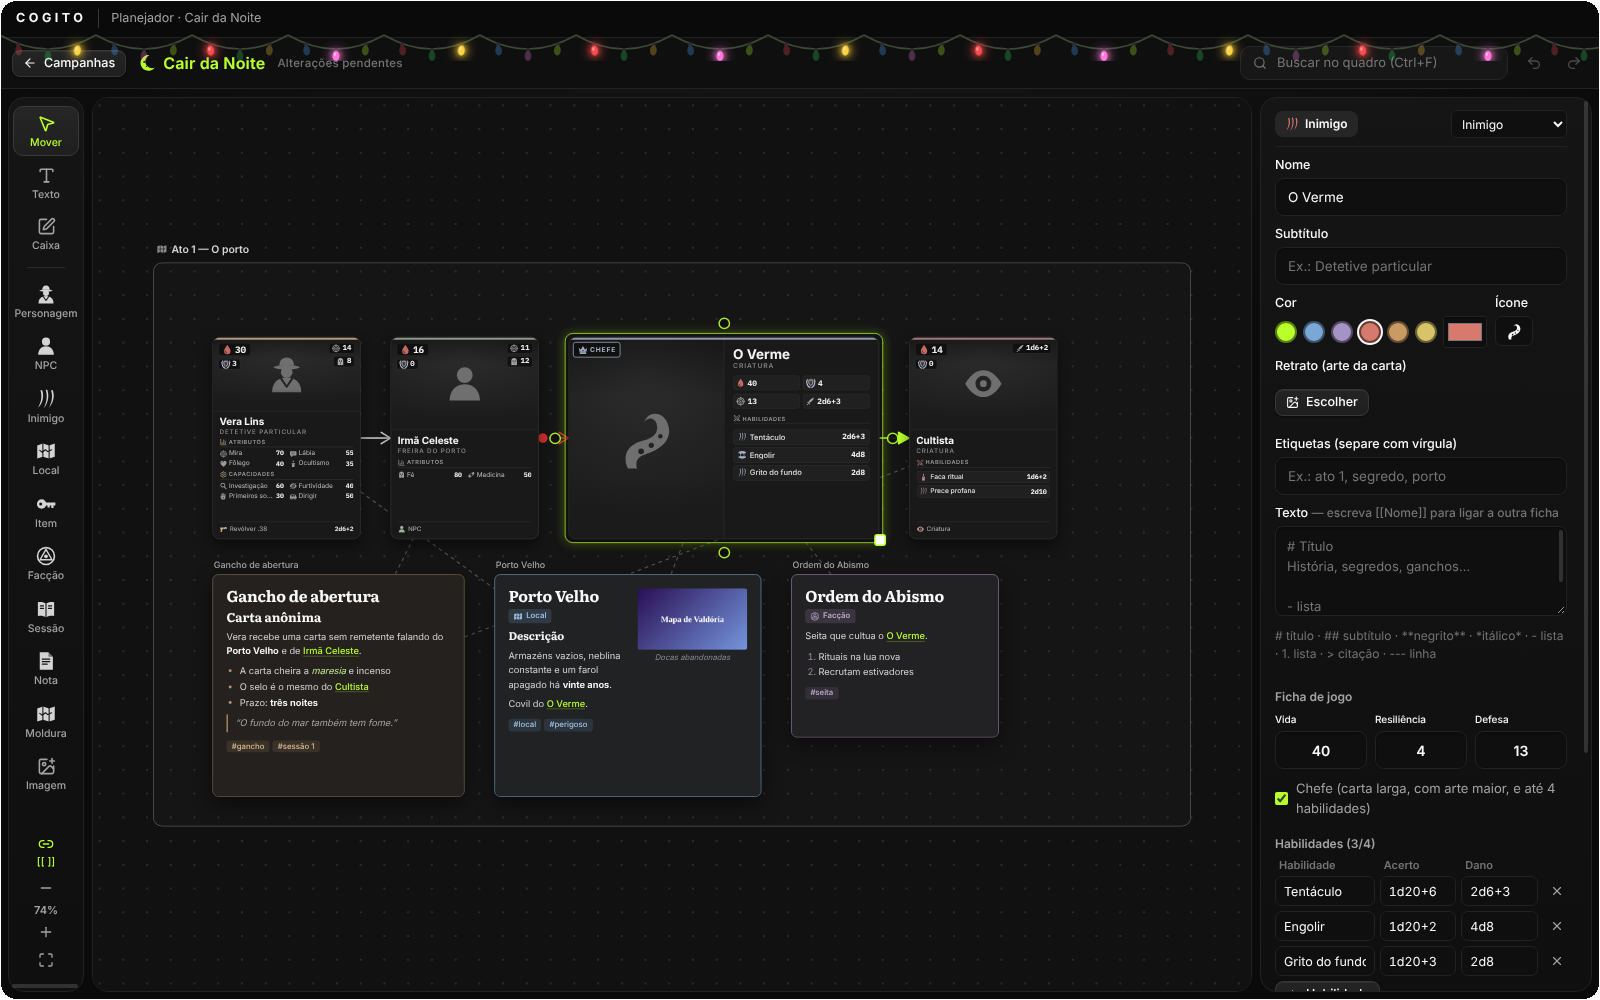 COGITO
Planejador · Cair da Noite
Campanhas
Cair da Noite
Alterações pendentes
Buscar no quadro (Ctrl+F)
Mover
Texto
Caixa
Personagem
NPC
Inimigo
Local
Item
Facção
Sessão
Nota
Moldura
Imagem
[[ ]]
74%
Ato 1 — O porto
30
14
3
8
Vera Lins
DETETIVE PARTICULAR
ATRIBUTOS
Mira 70 Lábia 55
Fôlego 40 Ocultismo 35
CAPACIDADES
Investigação 60 Furtividade 40
Primeiros so... 30 Dirigir 50
Revólver .38 2d6+2
16
11
0
12
Irmã Celeste
FREIRA DO PORTO
ATRIBUTOS
Fé 80 Medicina 50
NPC
CHEFE
O Verme
CRIATURA
40
4
13
2d6+3
HABILIDADES
Tentáculo 2d6+3
Engolir 4d8
Grito do fundo 2d8
14
1d6+2
0
Cultista
CRIATURA
HABILIDADES
Faca ritual 1d6+2
Prece profana 2d10
Criatura
Gancho de abertura
Gancho de abertura
Carta anônima
Vera recebe uma carta sem remetente falando do
Porto Velho e de Irmã Celeste.
• A carta cheira a maresia e incenso
• O selo é o mesmo do Cultista
• Prazo: três noites
"O fundo do mar também tem fome."
#gancho #sessão 1
Porto Velho
Porto Velho
Local
Descrição
Armazéns vazios, neblina
constante e um farol
apagado há vinte anos.
Covil do O Verme.
#local #perigoso
Mapa de Valdória
Docas abandonadas
Ordem do Abismo
Ordem do Abismo
Facção
Seita que cultua o O Verme.
1. Rituais na lua nova
2. Recrutam estivadores
#seita
Inimigo
Inimigo
Nome
O Verme
Subtítulo
Ex.: Detetive particular
Cor
Ícone
Retrato (arte da carta)
Escolher
Etiquetas (separe com vírgula)
Ex.: ato 1, segredo, porto
Texto — escreva [[Nome]] para ligar a outra ficha
# Título
História, segredos, ganchos...
- lista
# título · ## subtítulo · **negrito** · *itálico* · - lista
· 1. lista · > citação · --- linha
Ficha de jogo
Vida Resiliência Defesa
40 4 13
Chefe (carta larga, com arte maior, e até 4
habilidades)
Habilidades (3/4)
Habilidade Acerto Dano
Tentáculo 1d20+6 2d6+3
Engolir 1d20+2 4d8
Grito do fundo 1d20+3 2d8